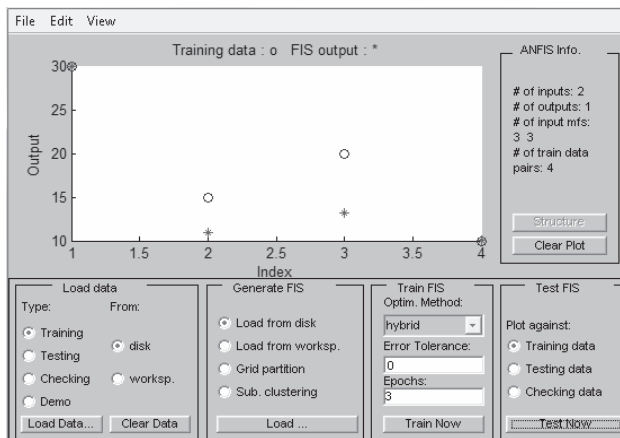 File Edit View
Training data : o FIS output : *
30
25
20
15
10
Output
1 1.5 2 2.5 3 3.5 4
Index
ANFIS Info.
# of inputs: 2
# of outputs: 1
# of input mfs:
3 3
# of train data
pairs: 4
Structure
Clear Plot
Load data
Type: From:
Training
Testing
Checking
Demo
disk
worksp.
Load Data... Clear Data
Generate FIS
Load from disk
Load from worksp.
Grid partition
Sub. clustering
Load ...
Train FIS
Optim. Method:
hybrid
Error Tolerance:
0
Epochs:
3
Train Now
Test FIS
Plot against:
Training data
Testing data
Checking data
Test Now